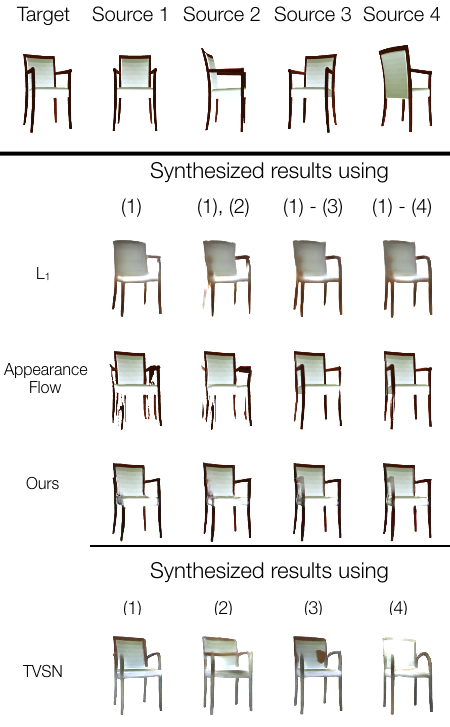 Target Source 1 Source 2 Source 3 Source 4
Synthesized results using
(1) (1), (2) (1) - (3) (1) - (4)
L₁
Appearance
Flow
Ours
Synthesized results using
(1) (2) (3) (4)
TVSN